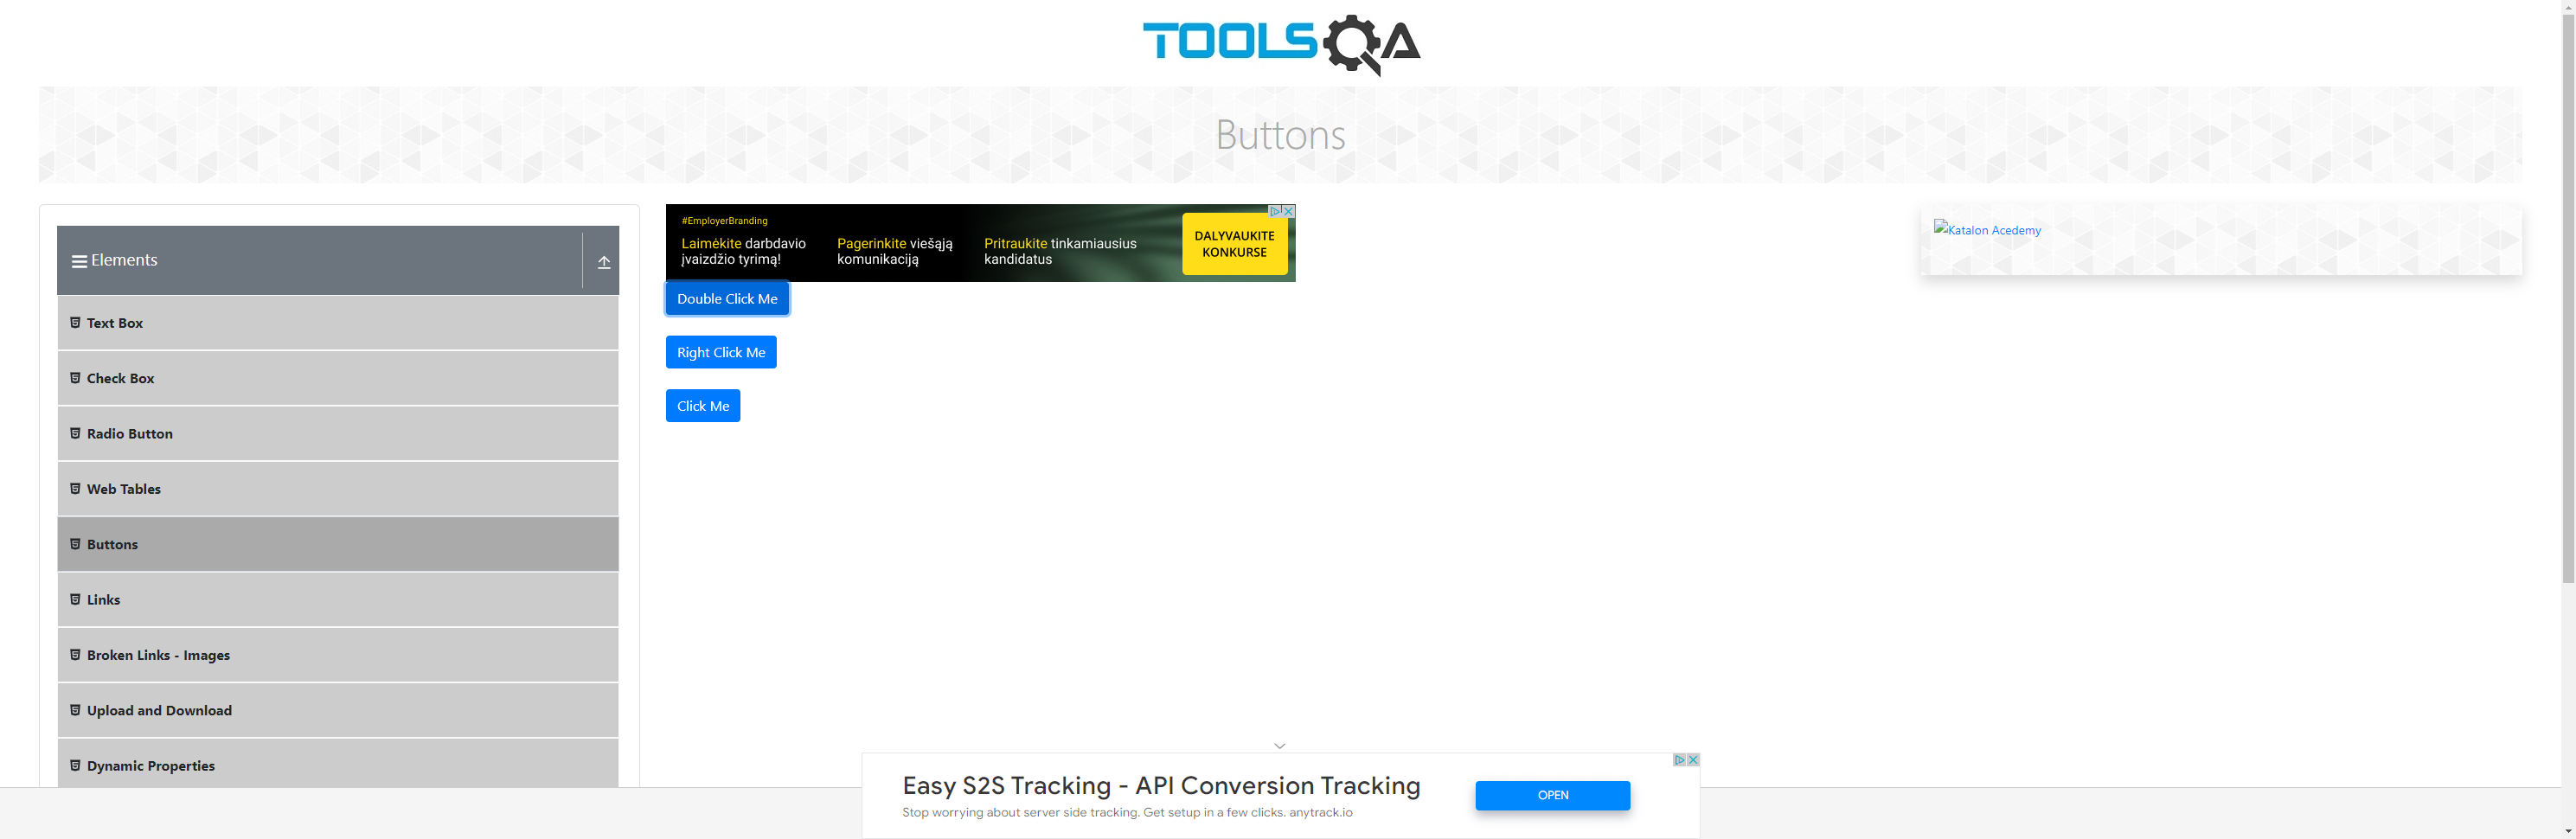 TOOLSQA
Buttons
Elements
Text Box
Check Box
Radio Button
Web Tables
Buttons
Links
Broken Links - Images
Upload and Download
Dynamic Properties
#EmployerBranding
Laimėkite darbdavio
įvaizdžio tyrimą!
Pagerinkite viešąją
komunikaciją
Pritraukite tinkamiausius
kandidatus
DALYVAUKITE
KONKURSE
Double Click Me
Right Click Me
Click Me
Katalon Acedemy
Easy S2S Tracking - API Conversion Tracking
Stop worrying about server side tracking. Get setup in a few clicks. anytrack.io
OPEN